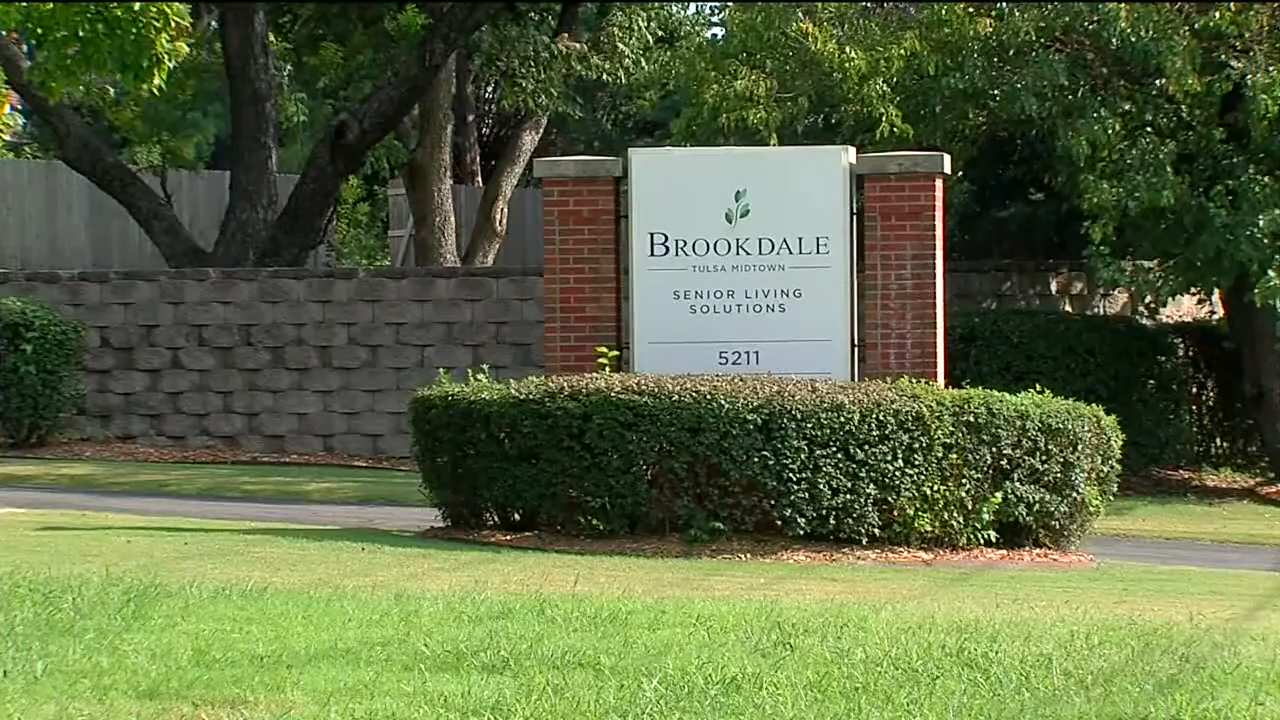 BROOKDALE
TULSA MIDTOWN
SENIOR LIVING
SOLUTIONS
5211